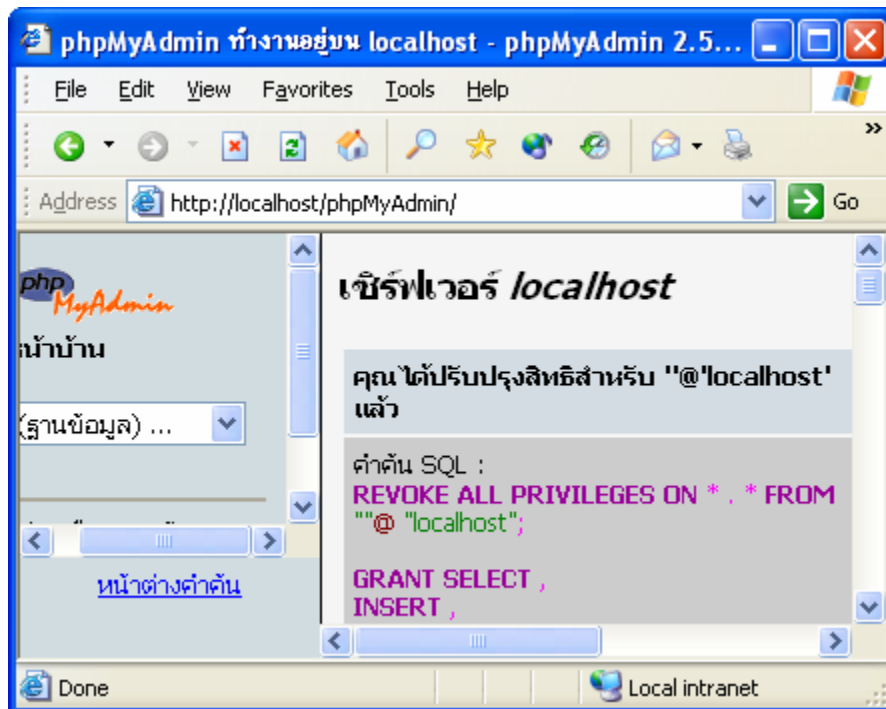 phpMyAdmin ทำงานอยู่บน localhost - phpMyAdmin 2.5...
File Edit View Favorites Tools Help
Address http://localhost/phpMyAdmin/ Go
php
MyAdmin
หน้าบ้าน
(ฐานข้อมูล) ...
หน้าต่างคำค้น
เซิร์ฟเวอร์ localhost
คุณได้ปรับปรุงสิทธิสำหรับ ''@'localhost'
แล้ว
คำค้น SQL :
REVOKE ALL PRIVILEGES ON * . * FROM
""@ "localhost";
GRANT SELECT ,
INSERT ,
Done Local intranet